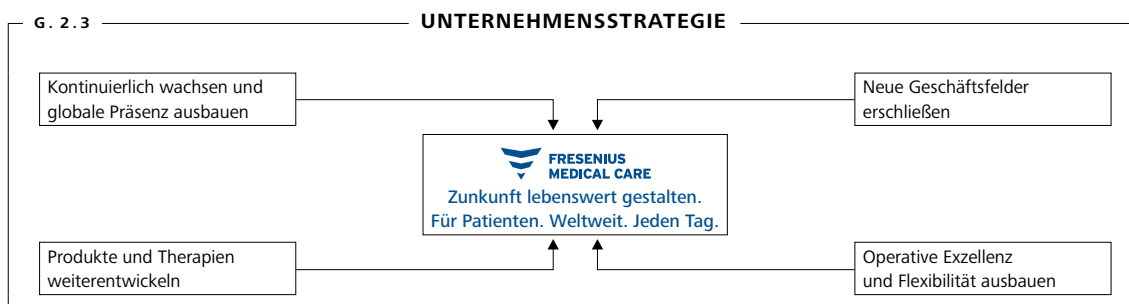 G. 2. 3
UNTERNEHMENSSTRATEGIE
Kontinuierlich wachsen und
globale Präsenz ausbauen
Neue Geschäftsfelder
erschließen
FRESENIUS
MEDICAL CARE
Zunkunft lebenswert gestalten.
Für Patienten. Weltweit. Jeden Tag.
Produkte und Therapien
weiterentwickeln
Operative Exzellenz
und Flexibilität ausbauen